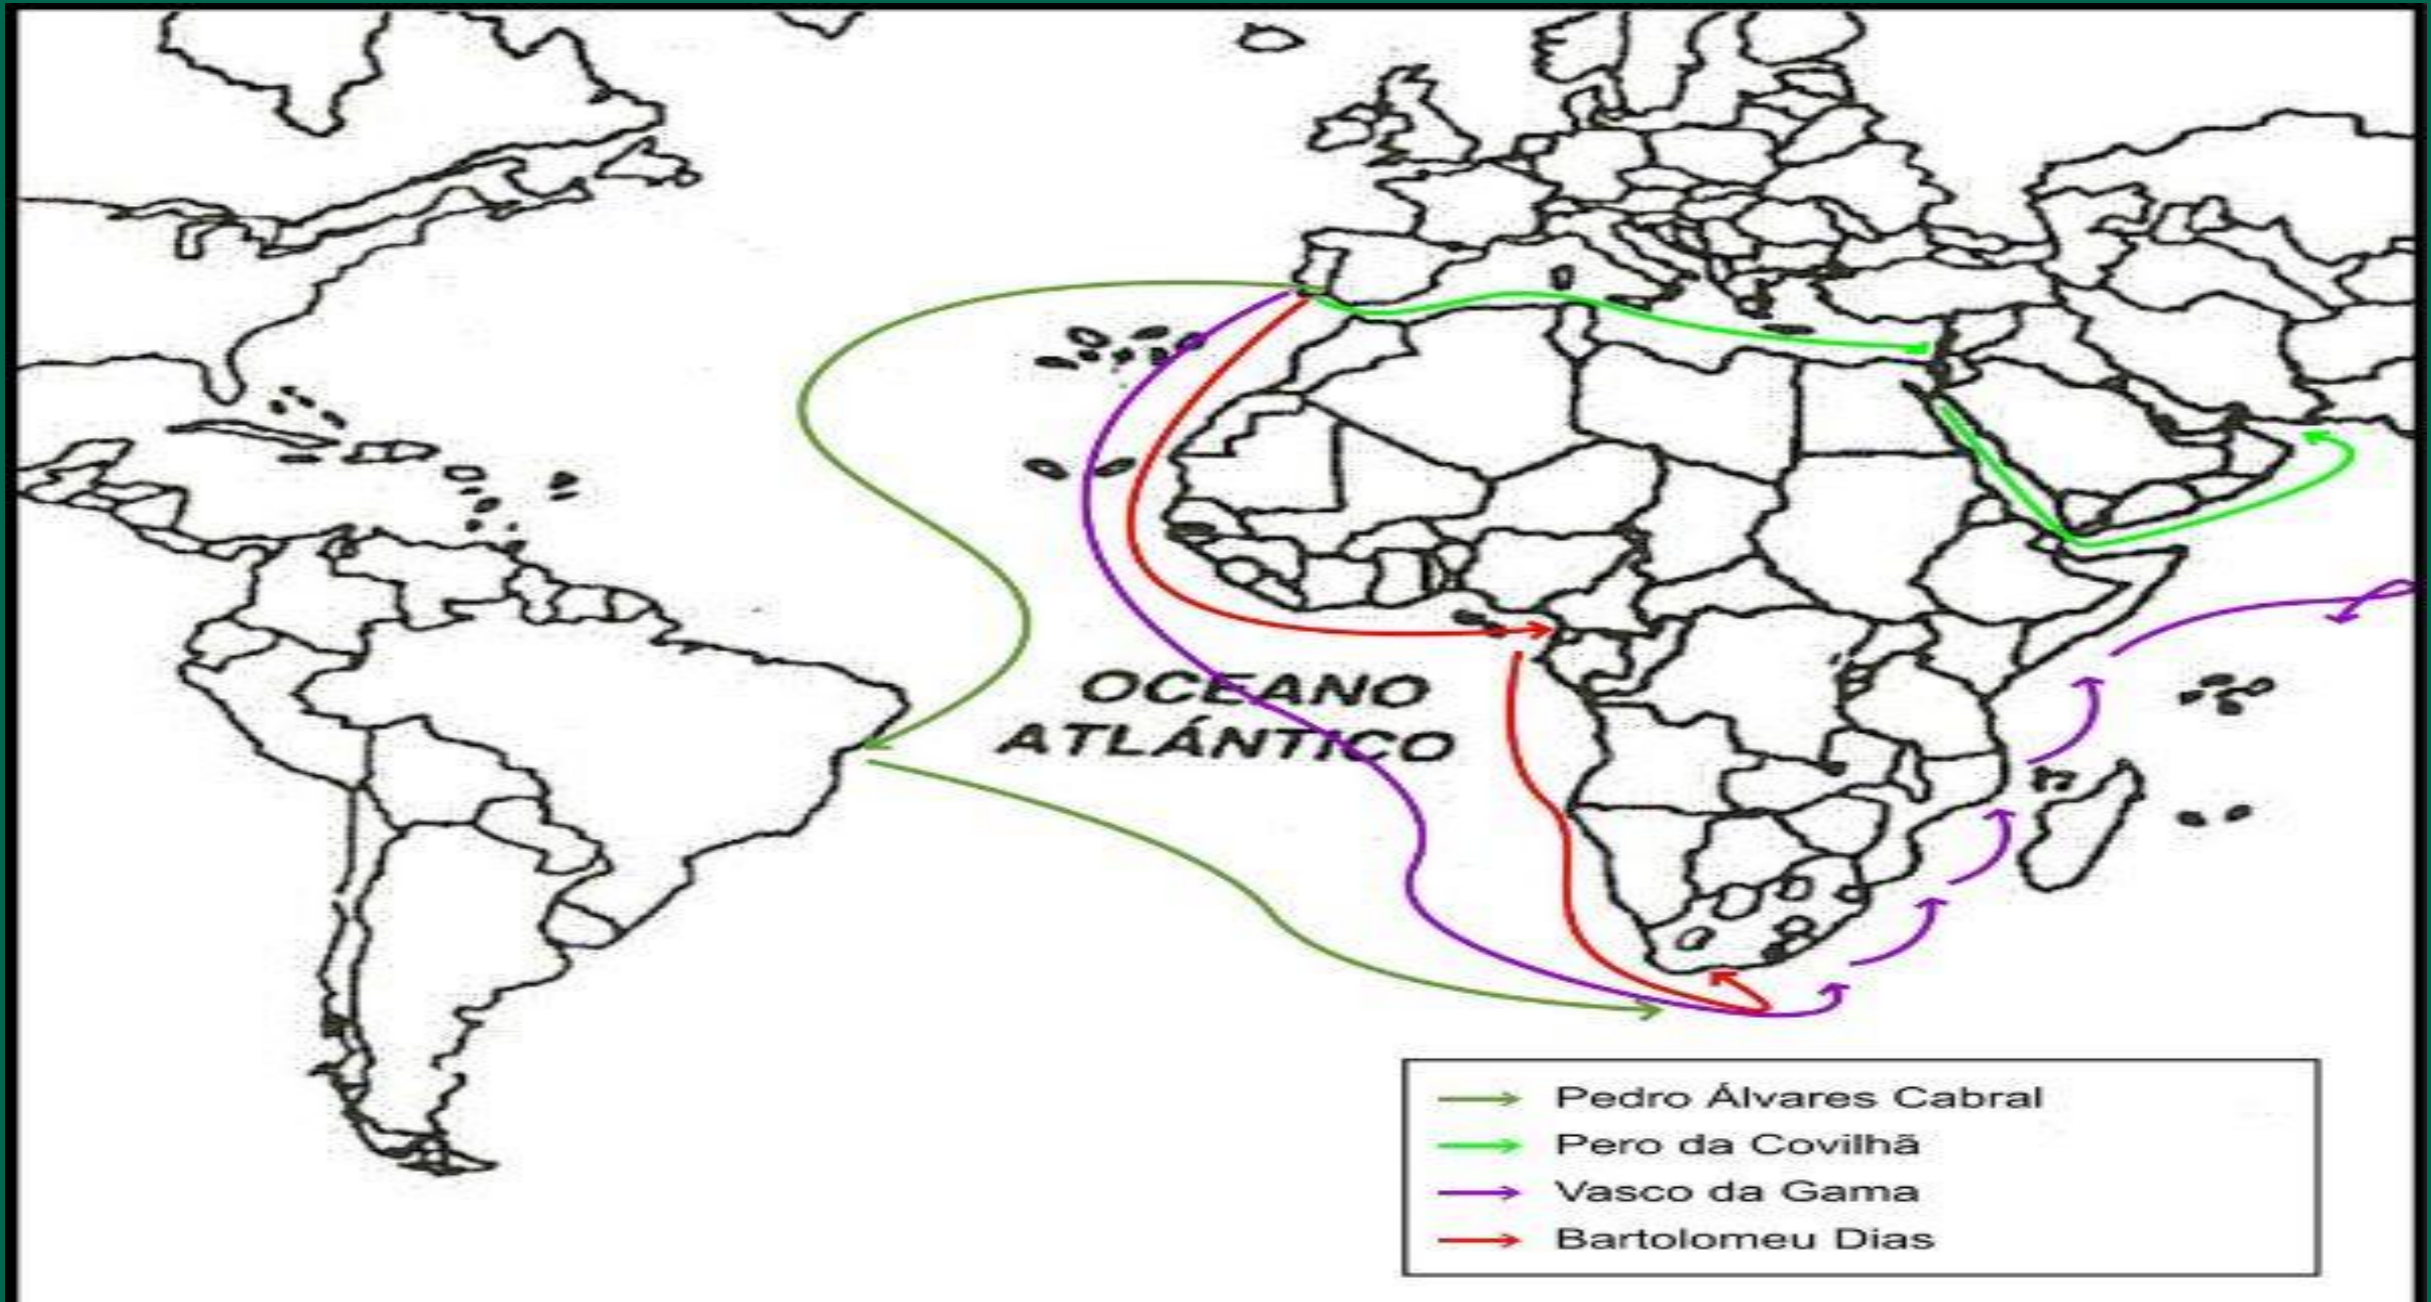 OCEANO
ATLÁNTICO
Pedro Álvares Cabral
Pero da Covilhã
Vasco da Gama
Bartolomeu Dias